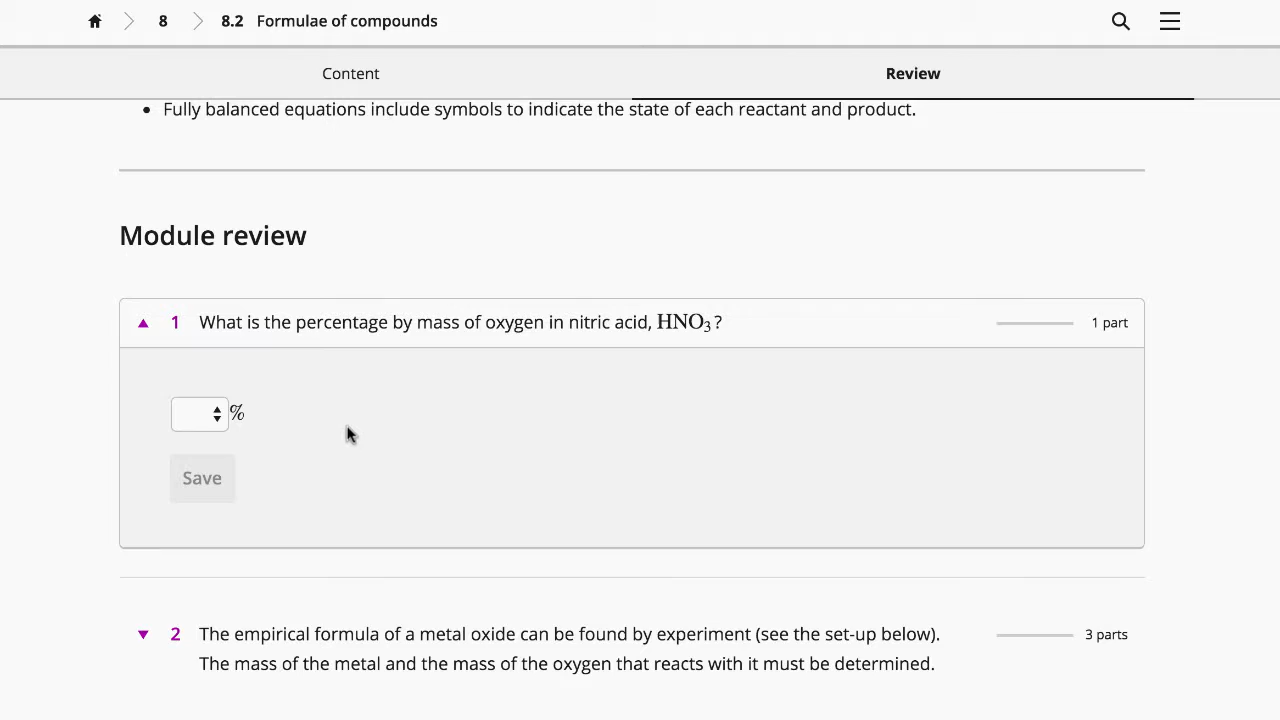 8 8.2 Formulae of compounds
Content Review
• Fully balanced equations include symbols to indicate the state of each reactant and product.
Module review
1 What is the percentage by mass of oxygen in nitric acid, HNO₃? 1 part
%
Save
2 The empirical formula of a metal oxide can be found by experiment (see the set-up below). 3 parts
The mass of the metal and the mass of the oxygen that reacts with it must be determined.